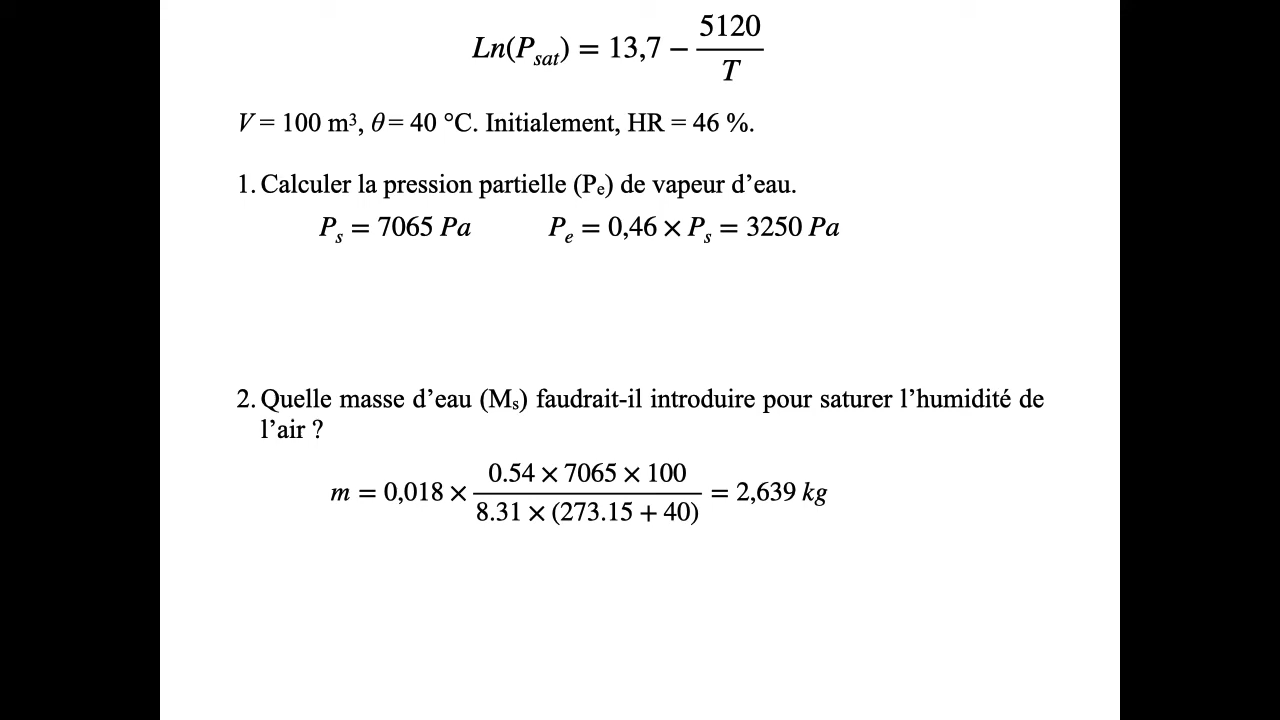 Ln(P_sat) = 13,7 − 5120/T
V = 100 m³, θ = 40 °C. Initialement, HR = 46 %.
1. Calculer la pression partielle (Pₑ) de vapeur d’eau.
P_s = 7065 Pa P_e = 0,46 × P_s = 3250 Pa
2. Quelle masse d’eau (Mₛ) faudrait-il introduire pour saturer l’humidité de
l’air ?
m = 0,018 × (0.54 × 7065 × 100)/(8.31 × (273.15 + 40)) = 2,639 kg